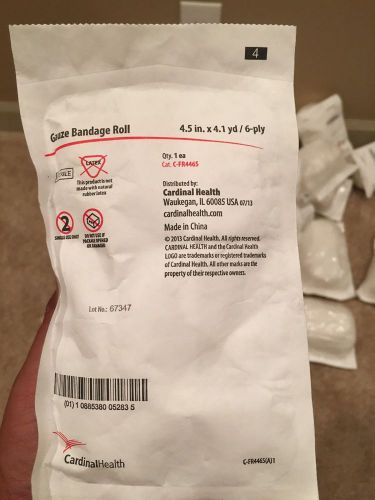 4
Gauze Bandage Roll
4.5 in. x 4.1 yd / 6-ply
LATEX
This product is not
made with natural
rubber latex
2
SINGLE USE ONLY
DO NOT USE IF
PACKAGE OPENED
OR DAMAGED
Qty. 1 ea
Cat. C-FR4465
Distributed by:
Cardinal Health
Waukegan, IL 60085 USA 07/13
cardinalhealth.com
Made in China
© 2013 Cardinal Health. All rights reserved.
CARDINAL HEALTH and the Cardinal Health
LOGO are trademarks or registered trademarks
of Cardinal Health. All other marks are the
property of their respective owners.
Lot No.: 67347
(01) 1 0885380 05283 5
CardinalHealth
C-FR4465(A)1